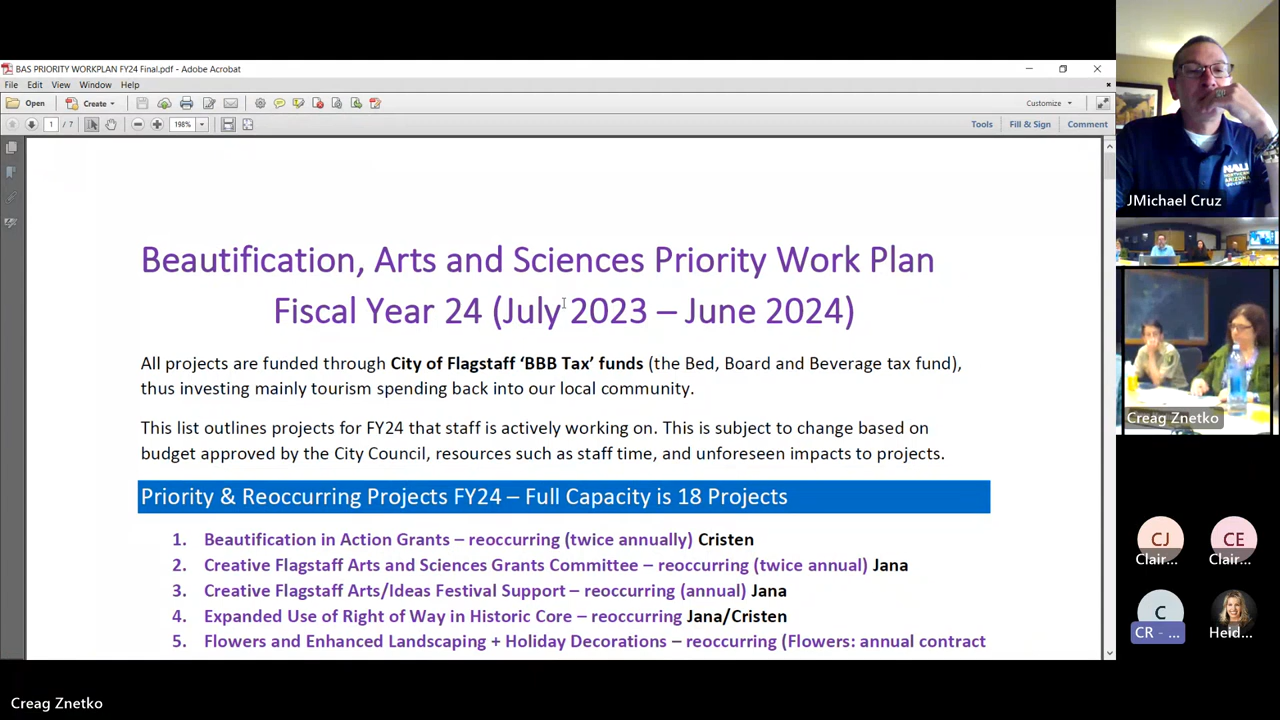 BAS PRIORITY WORKPLAN FY24 Final.pdf - Adobe Acrobat
File Edit View Window Help
Open Create Customize
1 / 7 198% Tools Fill & Sign Comment
Beautification, Arts and Sciences Priority Work Plan
Fiscal Year 24 (July 2023 – June 2024)
All projects are funded through City of Flagstaff ‘BBB Tax’ funds (the Bed, Board and Beverage tax fund),
thus investing mainly tourism spending back into our local community.
This list outlines projects for FY24 that staff is actively working on. This is subject to change based on
budget approved by the City Council, resources such as staff time, and unforeseen impacts to projects.
Priority & Reoccurring Projects FY24 – Full Capacity is 18 Projects
1. Beautification in Action Grants – reoccurring (twice annually) Cristen
2. Creative Flagstaff Arts and Sciences Grants Committee – reoccurring (twice annual) Jana
3. Creative Flagstaff Arts/Ideas Festival Support – reoccurring (annual) Jana
4. Expanded Use of Right of Way in Historic Core – reoccurring Jana/Cristen
5. Flowers and Enhanced Landscaping + Holiday Decorations – reoccurring (Flowers: annual contract
NAU
NORTHERN
ARIZONA
UNIVERSITY
JMichael Cruz
Creag Znetko
CJ
Clair...
CE
Clair...
C
CR - ...
Heid...
Creag Znetko